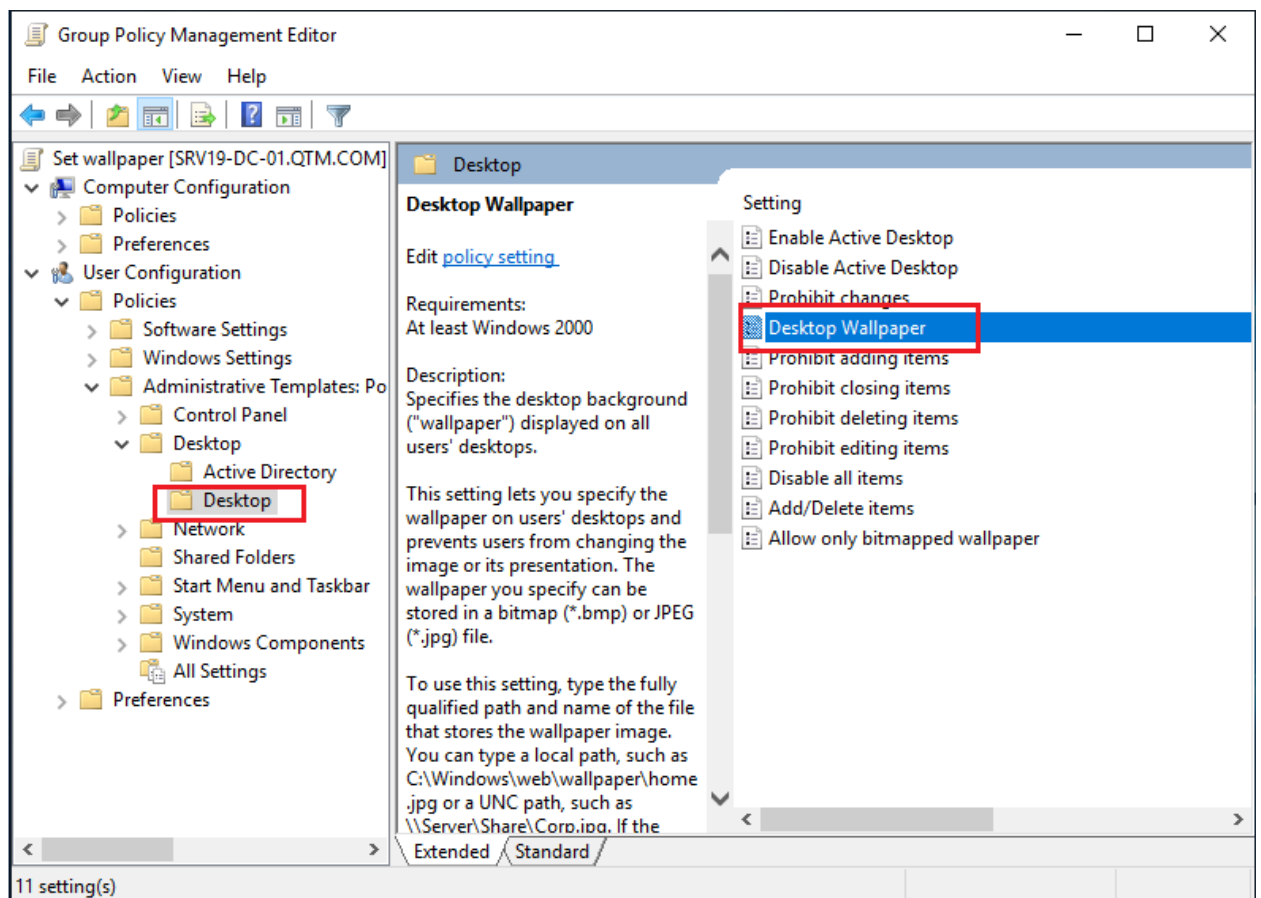 Group Policy Management Editor
File Action View Help
Set wallpaper [SRV19-DC-01.QTM.COM]
Computer Configuration
Policies
Preferences
User Configuration
Policies
Software Settings
Windows Settings
Administrative Templates: Po
Control Panel
Desktop
Active Directory
Desktop
Network
Shared Folders
Start Menu and Taskbar
System
Windows Components
All Settings
Preferences
Desktop
Desktop Wallpaper
Edit policy setting
Requirements:
At least Windows 2000
Description:
Specifies the desktop background
("wallpaper") displayed on all
users' desktops.
This setting lets you specify the
wallpaper on users' desktops and
prevents users from changing the
image or its presentation. The
wallpaper you specify can be
stored in a bitmap (*.bmp) or JPEG
(*.jpg) file.
To use this setting, type the fully
qualified path and name of the file
that stores the wallpaper image.
You can type a local path, such as
C:\Windows\web\wallpaper\home
.jpg or a UNC path, such as
\\Server\Share\Corp.jpg. If the
Setting
Enable Active Desktop
Disable Active Desktop
Prohibit changes
Desktop Wallpaper
Prohibit adding items
Prohibit closing items
Prohibit deleting items
Prohibit editing items
Disable all items
Add/Delete items
Allow only bitmapped wallpaper
Extended Standard
11 setting(s)